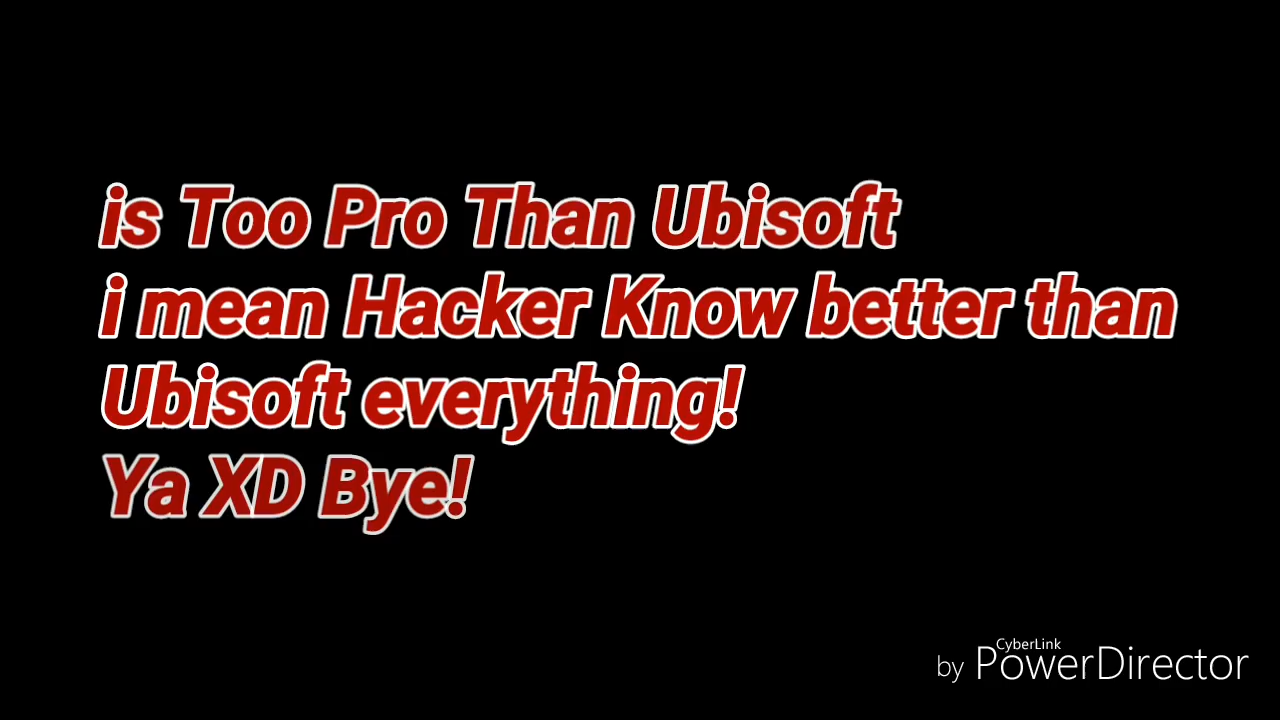 is Too Pro Than Ubisoft
i mean Hacker Know better than
Ubisoft everything!
Ya XD Bye!
CyberLink
by PowerDirector